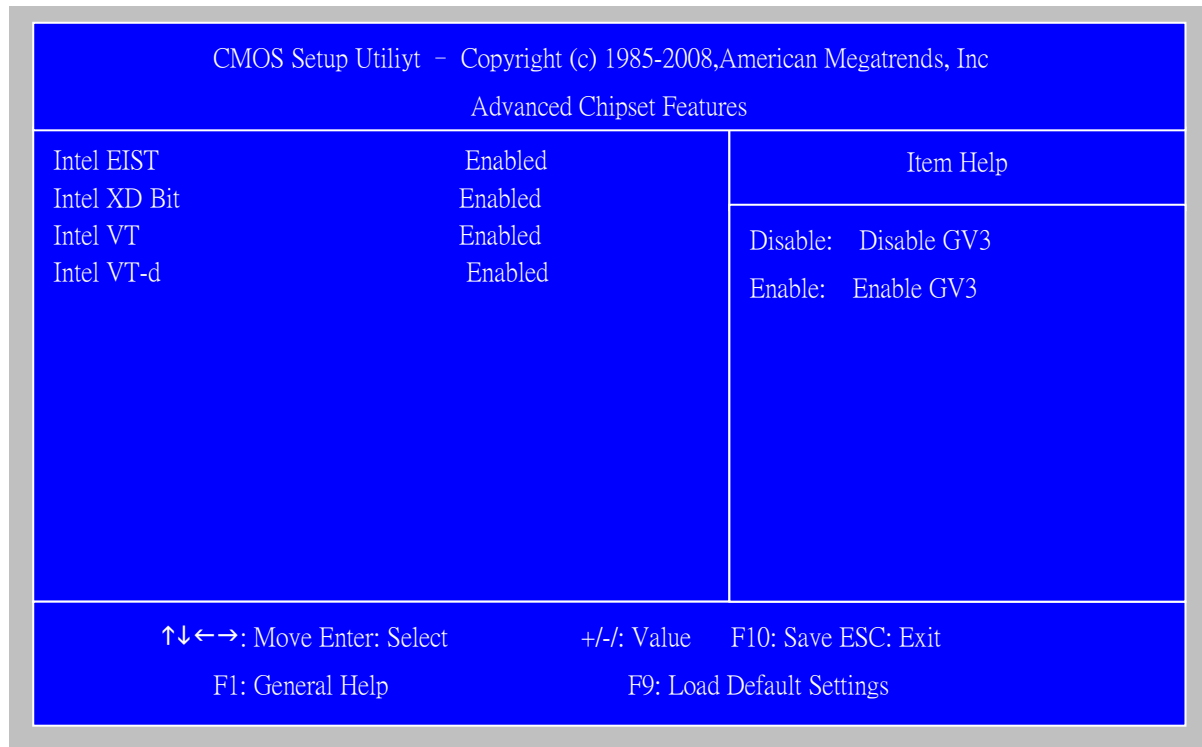 CMOS Setup Utiliyt – Copyright (c) 1985-2008,American Megatrends, Inc
Advanced Chipset Features
Intel EIST Enabled
Intel XD Bit Enabled
Intel VT Enabled
Intel VT-d Enabled
Item Help
Disable: Disable GV3
Enable: Enable GV3
↑↓←→: Move Enter: Select +/-/: Value F10: Save ESC: Exit
F1: General Help F9: Load Default Settings